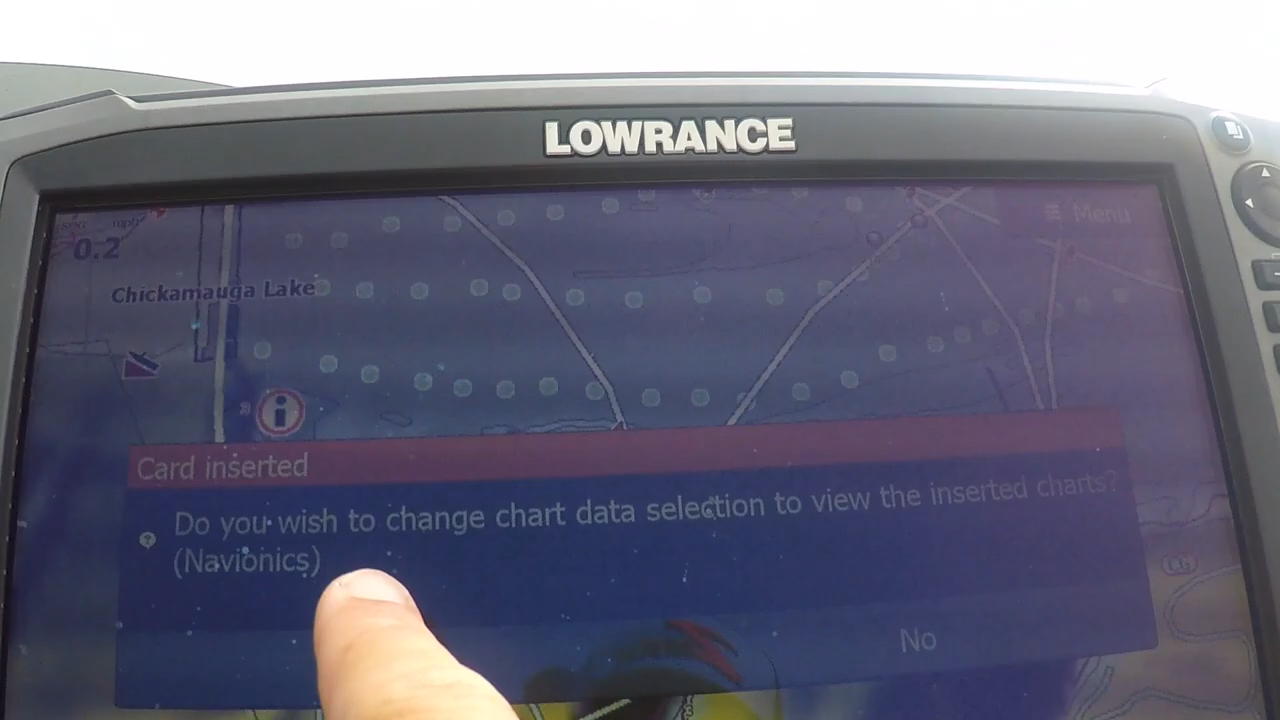 LOWRANCE
mph
0.2
Menu
Chickamauga Lake
Card inserted
Do you wish to change chart data selection to view the inserted charts?
(Navionics)
No